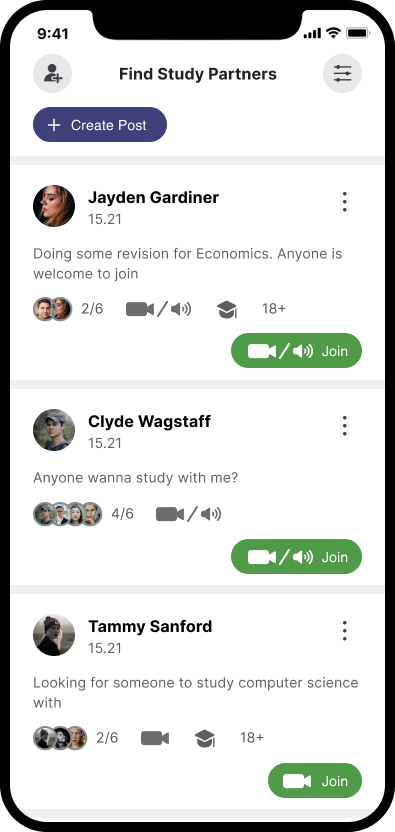 9:41
Find Study Partners
+ Create Post
Jayden Gardiner
15.21
Doing some revision for Economics. Anyone is
welcome to join
2/6 18+
Join
Clyde Wagstaff
15.21
Anyone wanna study with me?
4/6
Join
Tammy Sanford
15.21
Looking for someone to study computer science
with
2/6 18+
Join